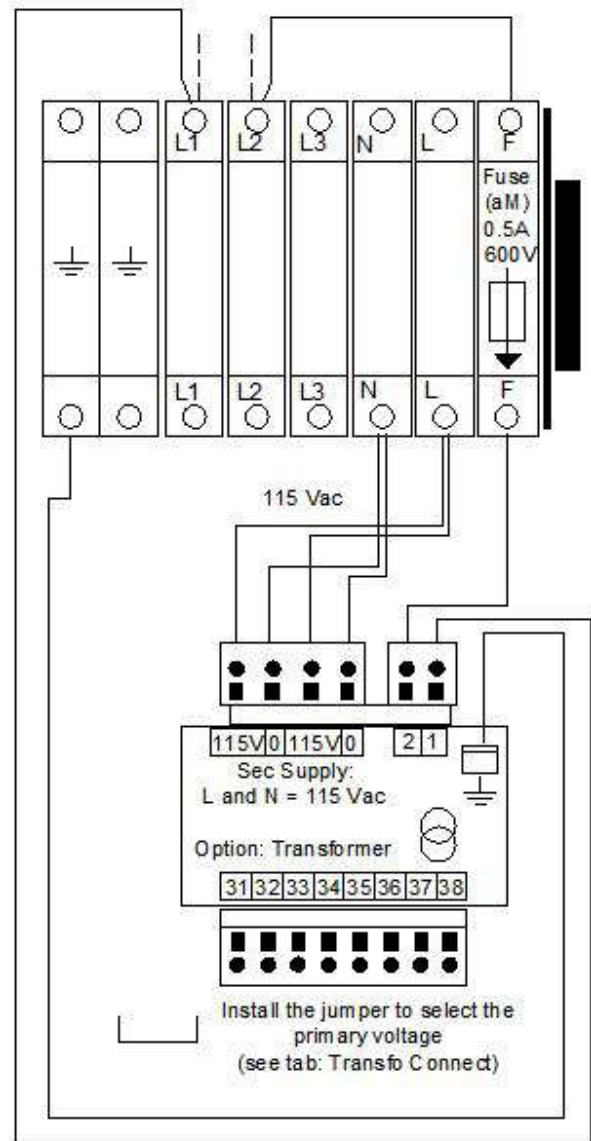 L1 L2 L3 N L F
Fuse
(aM)
0.5A
600V
L1 L2 L3 N L F
115 Vac
115V 0 115V 0 2 1
Sec Supply:
L and N = 115 Vac
Option: Transformer
31 32 33 34 35 36 37 38
Install the jumper to select the
primary voltage
(see tab: Transfo Connect)